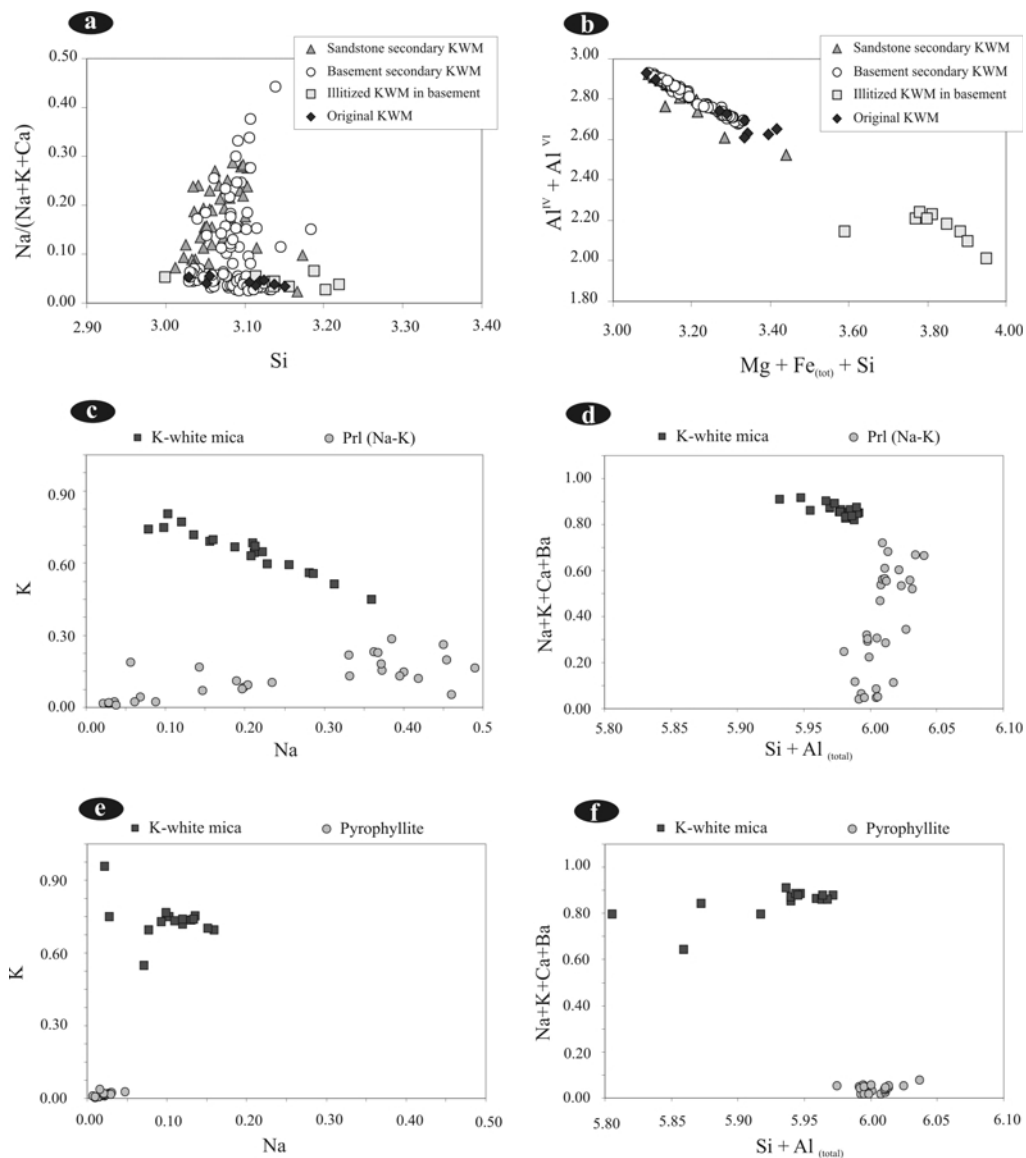 a
b
Sandstone secondary KWM
Basement secondary KWM
Illitized KWM in basement
Original KWM
0.50
0.40
0.30
0.20
0.10
0.00
Na/(Na+K+Ca)
2.90 3.00 3.10 3.20 3.30 3.40
Si
Sandstone secondary KWM
Basement secondary KWM
Illitized KWM in basement
Original KWM
3.00
2.80
2.60
2.40
2.20
2.00
1.80
Al^IV + Al^VI
3.00 3.20 3.40 3.60 3.80 4.00
Mg + Fe(tot) + Si
c
d
K-white mica Prl (Na-K)
0.90
0.60
0.30
0.00
K
0.00 0.10 0.20 0.30 0.40 0.5
Na
K-white mica Prl (Na-K)
1.00
0.80
0.60
0.40
0.20
0.00
Na+K+Ca+Ba
5.80 5.85 5.90 5.95 6.00 6.05 6.10
Si + Al (total)
e
f
K-white mica Pyrophyllite
0.90
0.60
0.30
0.00
K
0.00 0.10 0.20 0.30 0.40 0.50
Na
K-white mica Pyrophyllite
1.00
0.80
0.60
0.40
0.20
0.00
Na+K+Ca+Ba
5.80 5.85 5.90 5.95 6.00 6.05 6.10
Si + Al (total)